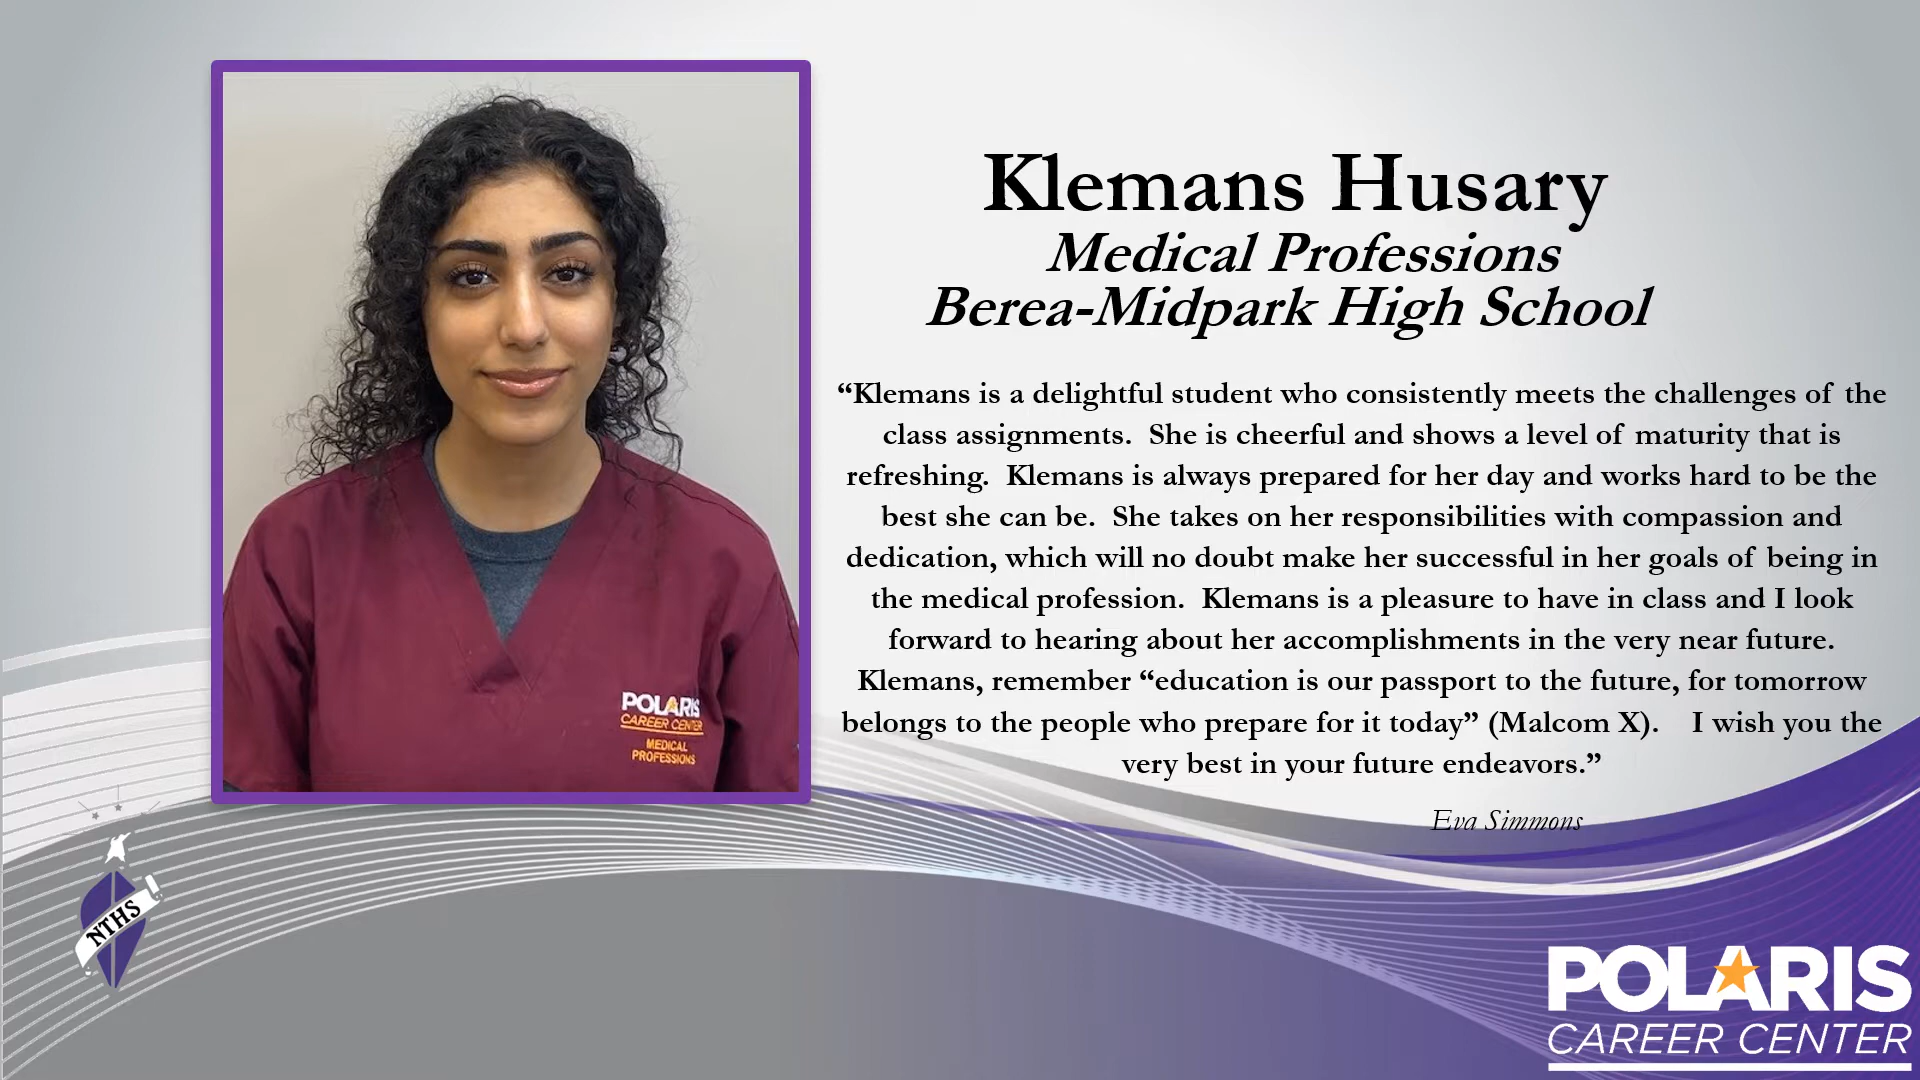 Klemans Husary
Medical Professions
Berea-Midpark High School
“Klemans is a delightful student who consistently meets the challenges of the
class assignments.  She is cheerful and shows a level of maturity that is
refreshing.  Klemans is always prepared for her day and works hard to be the
best she can be.  She takes on her responsibilities with compassion and
dedication, which will no doubt make her successful in her goals of being in
the medical profession.  Klemans is a pleasure to have in class and I look
forward to hearing about her accomplishments in the very near future.
Klemans, remember “education is our passport to the future, for tomorrow
belongs to the people who prepare for it today” (Malcom X).    I wish you the
very best in your future endeavors.”
Eva Simmons
POLARIS
CAREER CENTER
MEDICAL
PROFESSIONS
NTHS
POLARIS
CAREER CENTER